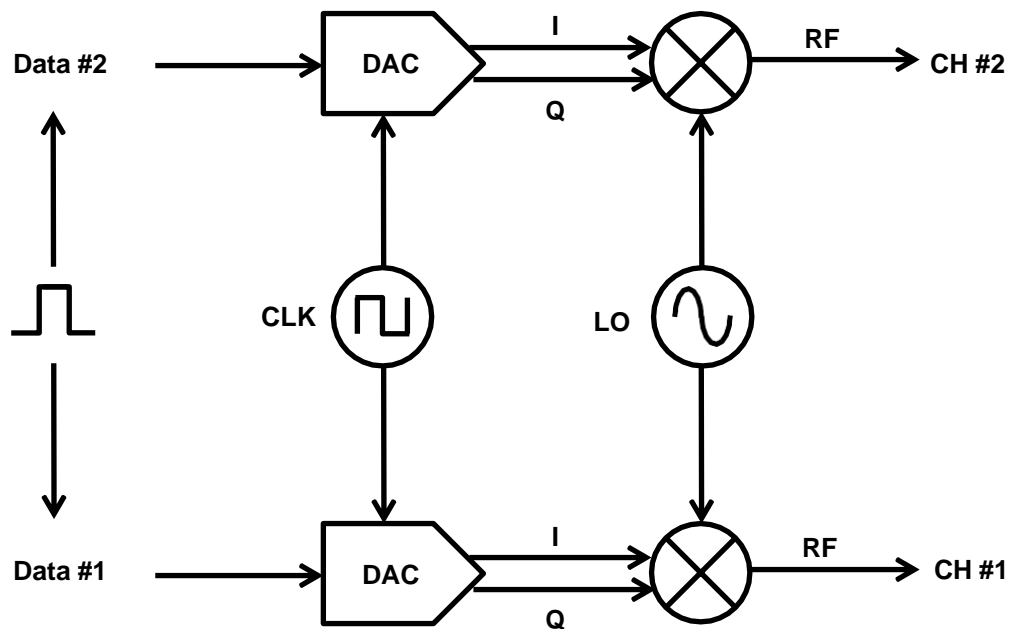 I
RF
Data #2
DAC
CH #2
Q
CLK
LO
I
RF
Data #1
DAC
CH #1
Q